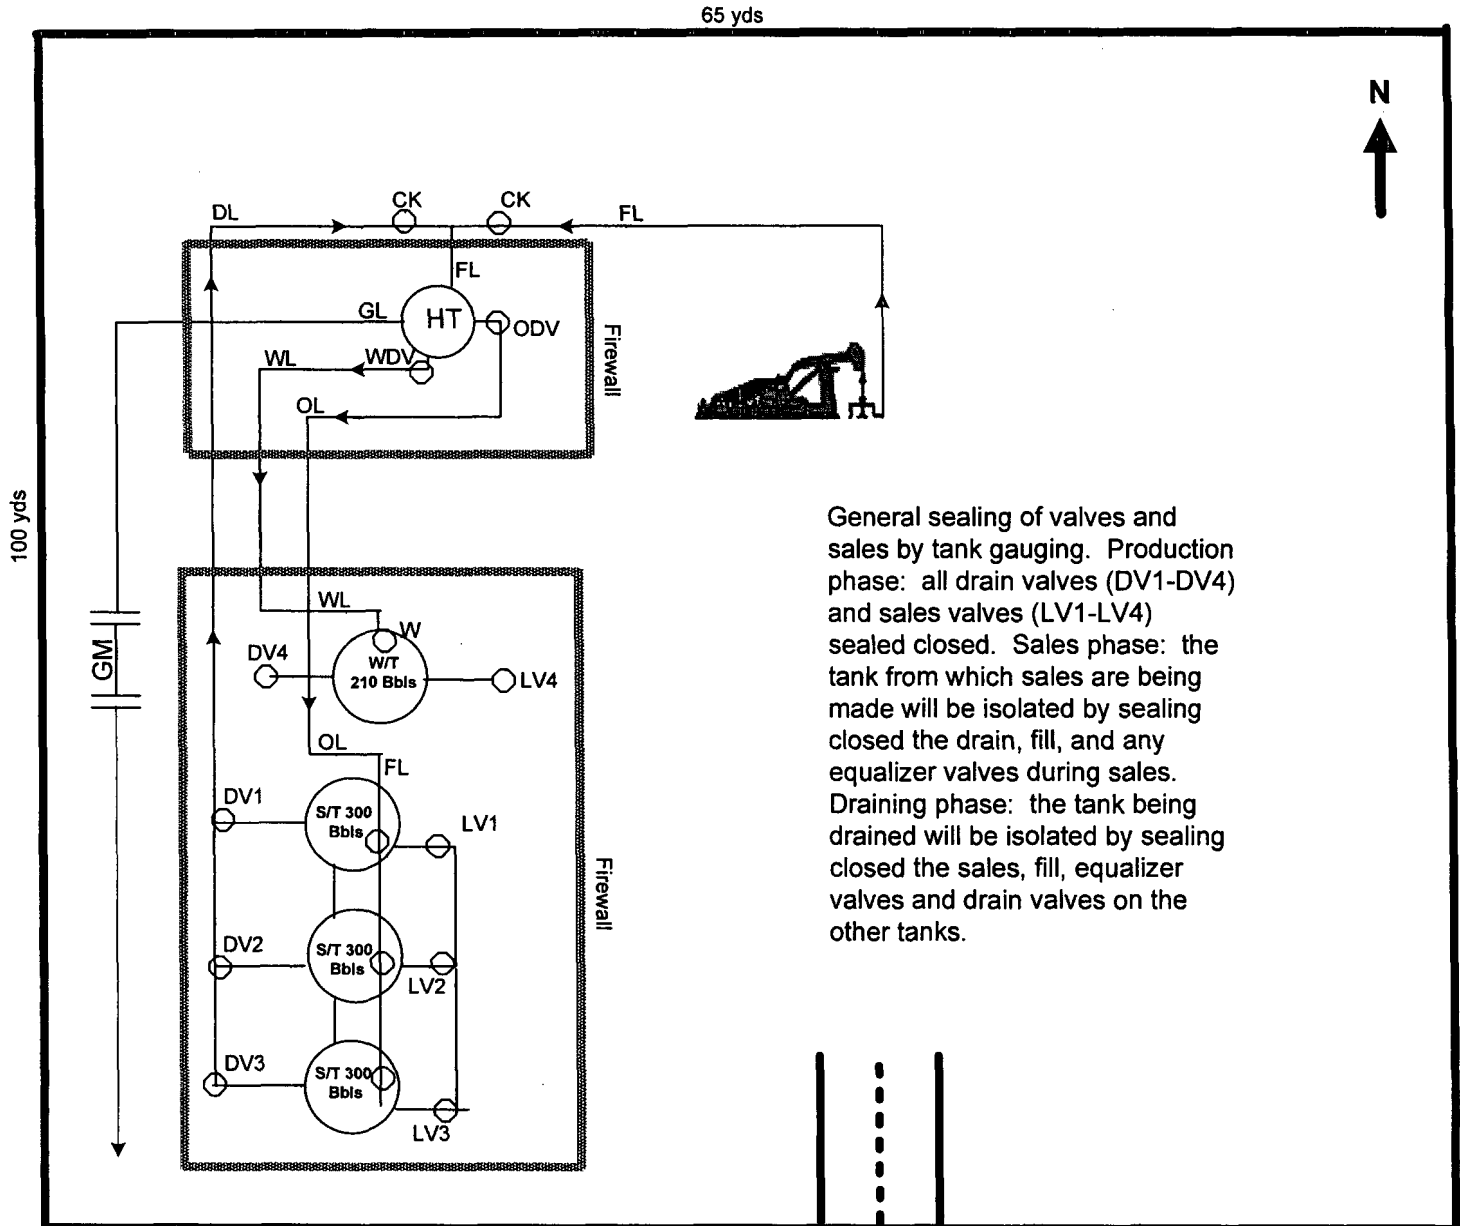 65 yds
N
CK
CK
DL
FL
FL
GL
HT
ODV
WL
WDV
OL
Firewall
100 yds
General sealing of valves and
sales by tank gauging. Production
phase: all drain valves (DV1-DV4)
and sales valves (LV1-LV4)
sealed closed. Sales phase: the
tank from which sales are being
made will be isolated by sealing
closed the drain, fill, and any
equalizer valves during sales.
Draining phase: the tank being
drained will be isolated by sealing
closed the sales, fill, equalizer
valves and drain valves on the
other tanks.
WL
W
GM
DV4
W/T
210 Bbls
LV4
OL
FL
DV1
S/T 300
Bbls
LV1
Firewall
DV2
S/T 300
Bbls
LV2
DV3
S/T 300
Bbls
LV3